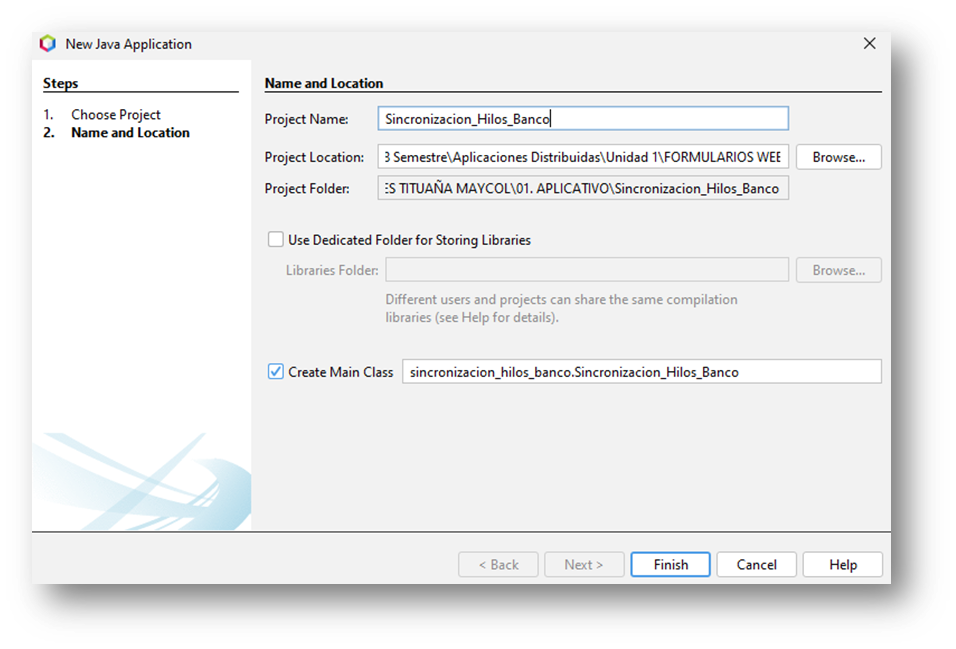 New Java Application
Steps
1. Choose Project
2. Name and Location
Name and Location
Project Name: Sincronizacion_Hilos_Banco
Project Location: 3 Semestre\Aplicaciones Distribuidas\Unidad 1\FORMULARIOS WEE Browse...
Project Folder: ES TITUAÑA MAYCOL\01. APLICATIVO\Sincronizacion_Hilos_Banco
Use Dedicated Folder for Storing Libraries
Libraries Folder: Browse...
Different users and projects can share the same compilation
libraries (see Help for details).
Create Main Class sincronizacion_hilos_banco.Sincronizacion_Hilos_Banco
< Back Next > Finish Cancel Help